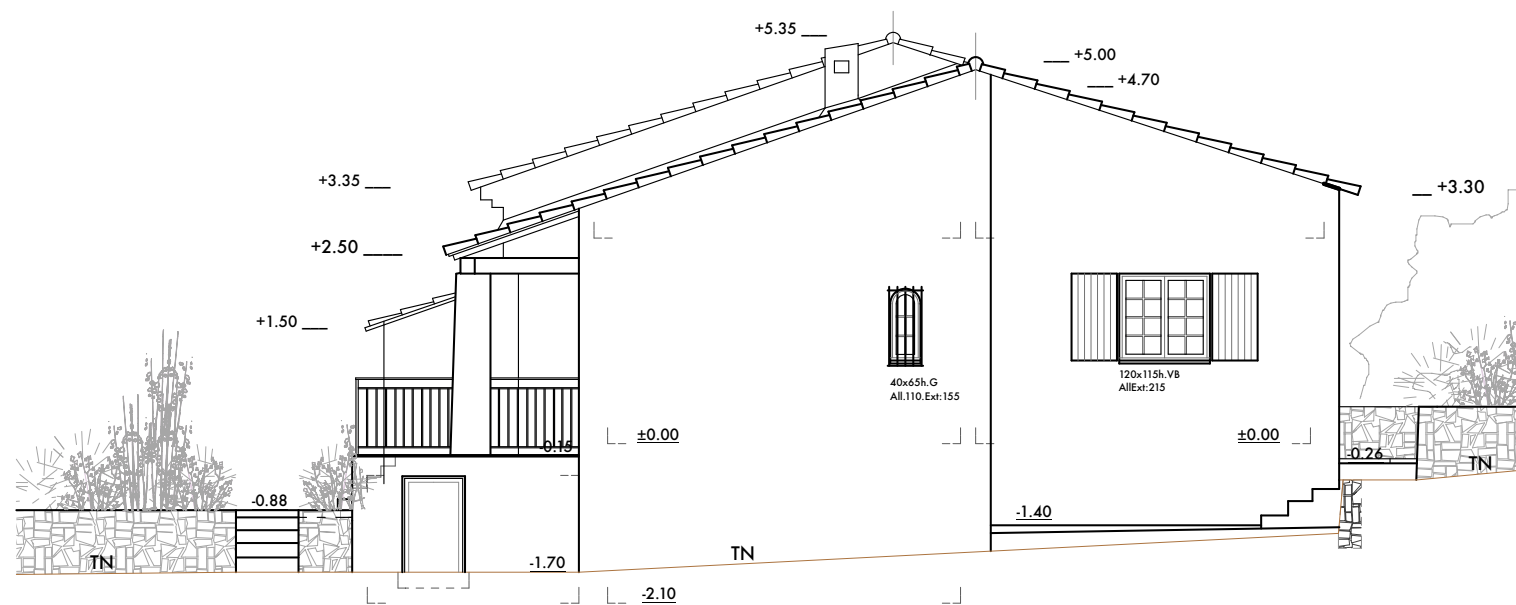 +5.35
+5.00
+4.70
+3.35
+3.30
+2.50
+1.50
120x115h.VB
AllExt:215
40x65h.G
All.110.Ext:155
±0.00
±0.00
-0.15
-0.26
TN
-0.88
-1.40
TN
TN
-1.70
-2.10